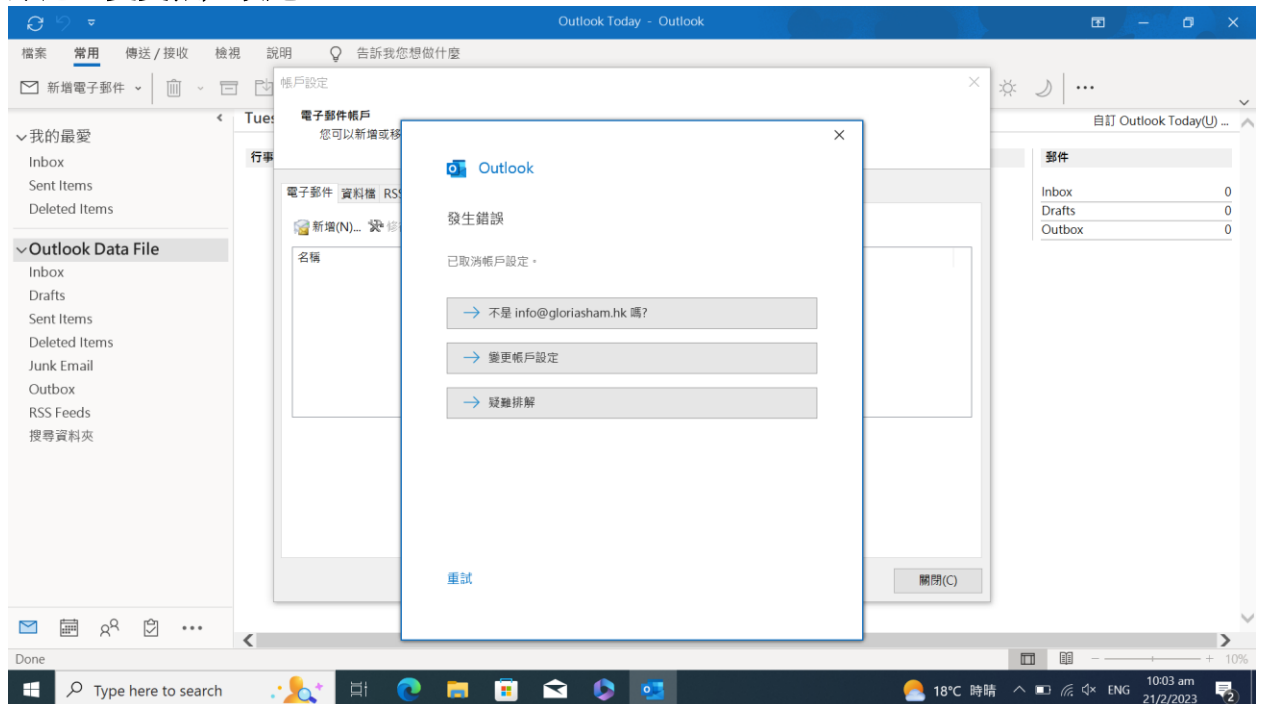 Outlook Today - Outlook
檔案 常用 傳送 / 接收 檢視 說明 告訴我您想做什麼
新增電子郵件
帳戶設定
電子郵件帳戶
您可以新增或移
Tues
自訂 Outlook Today(U) ...
我的最愛
Inbox
Sent Items
Deleted Items
Outlook Data File
Inbox
Drafts
Sent Items
Deleted Items
Junk Email
Outbox
RSS Feeds
搜尋資料夾
行事
電子郵件 資料檔 RSS
新增(N)...
名稱
Outlook
發生錯誤
已取消帳戶設定。
不是 info@gloriasham.hk 嗎?
變更帳戶設定
疑難排解
重試
關閉(C)
郵件
Inbox 0
Drafts 0
Outbox 0
Done
10%
Type here to search
18°C 時晴
ENG
10:03 am
21/2/2023
2